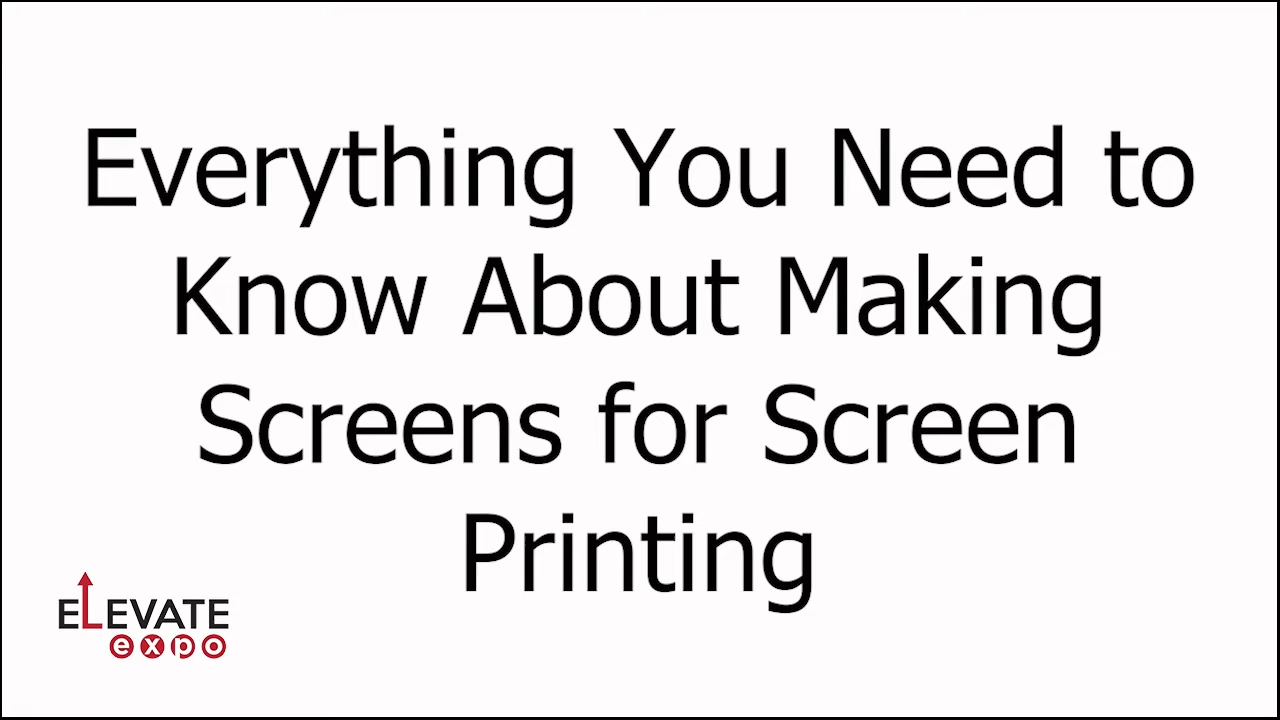 Everything You Need to
Know About Making
Screens for Screen
Printing
ELEVATE
expo